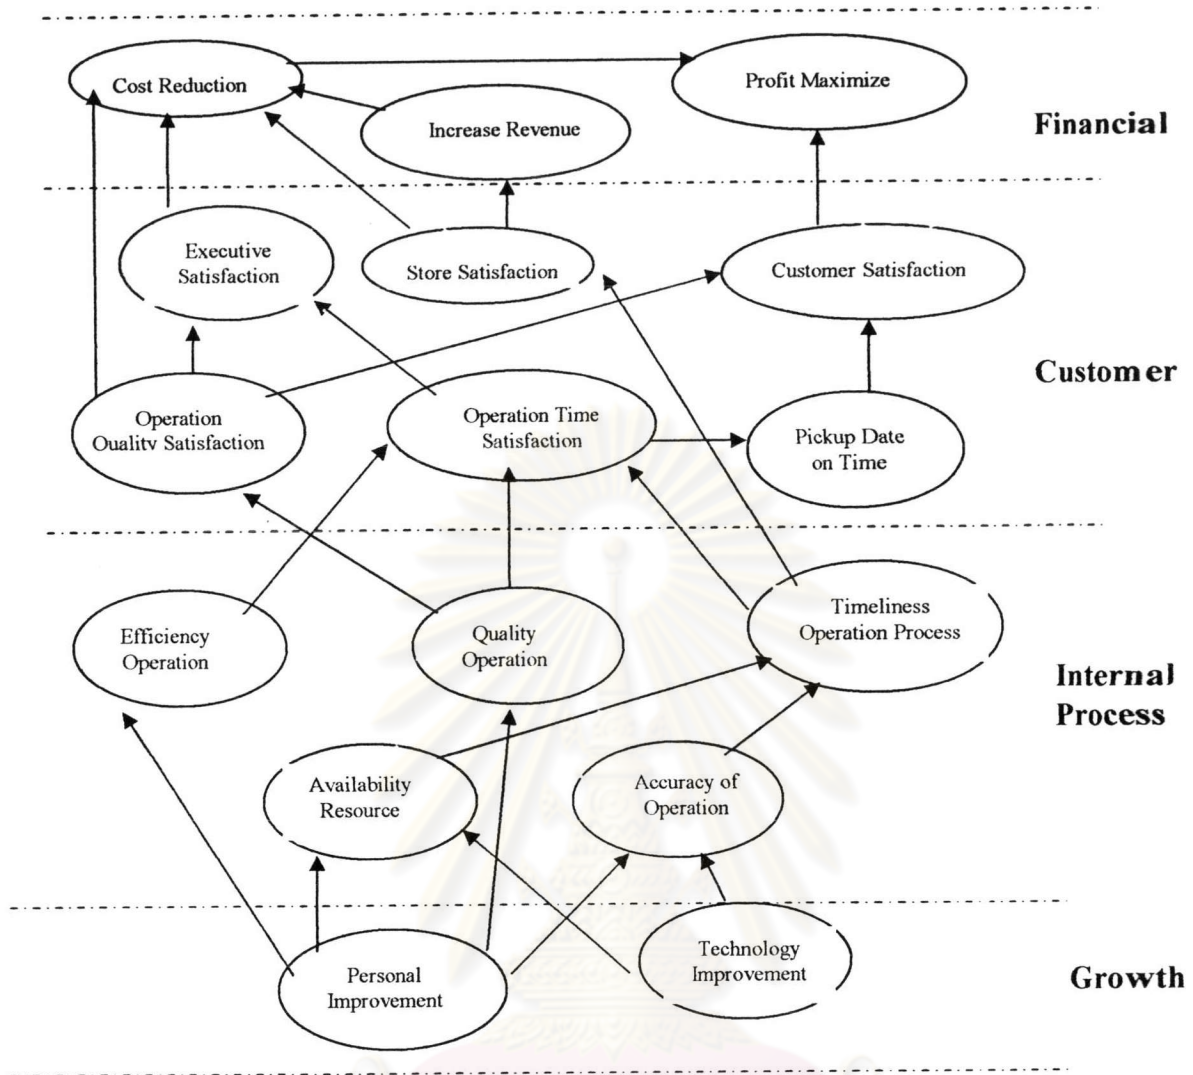 Cost Reduction
Profit Maximize
Increase Revenue
Financial
Executive
Satisfaction
Store Satisfaction
Customer Satisfaction
Customer
Operation
Quality Satisfaction
Operation Time
Satisfaction
Pickup Date
on Time
Efficiency
Operation
Quality
Operation
Timeliness
Operation Process
Internal
Process
Availability
Resource
Accuracy of
Operation
Personal
Improvement
Technology
Improvement
Growth